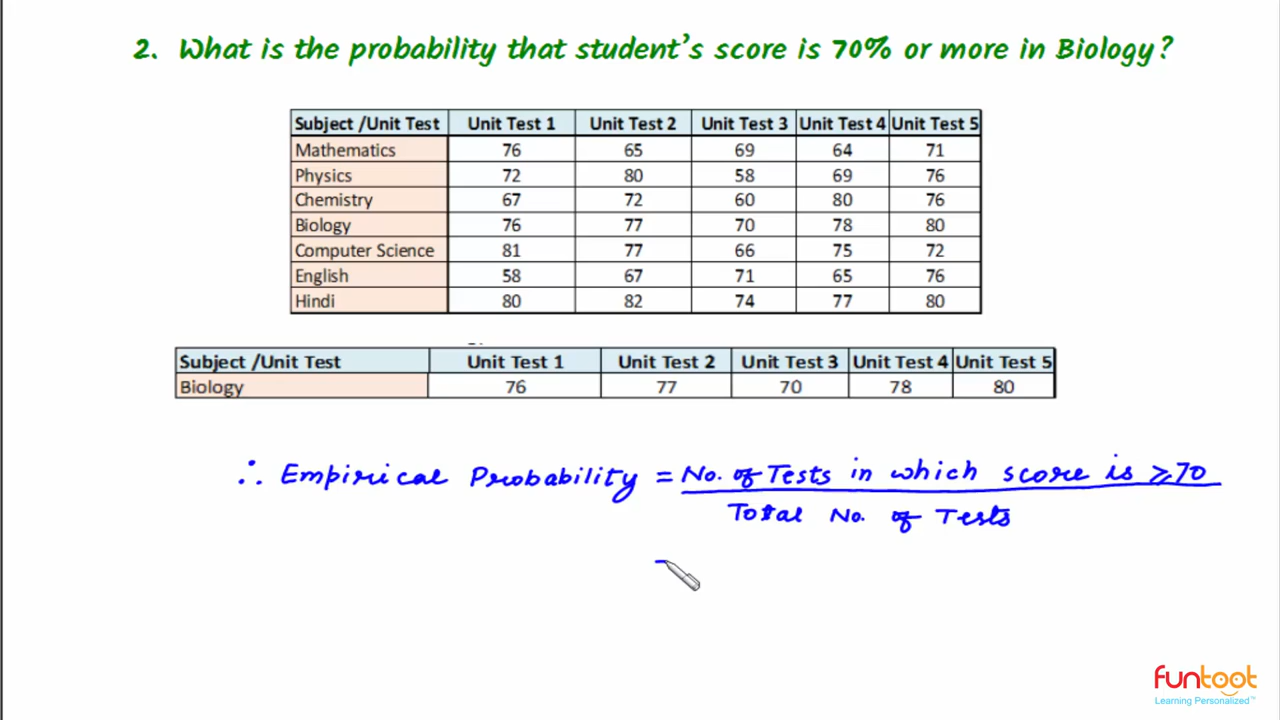 2. What is the probability that student's score is 70% or more in Biology?
Subject /Unit Test Unit Test 1 Unit Test 2 Unit Test 3 Unit Test 4 Unit Test 5
Mathematics 76 65 69 64 71
Physics 72 80 58 69 76
Chemistry 67 72 60 80 76
Biology 76 77 70 78 80
Computer Science 81 77 66 75 72
English 58 67 71 65 76
Hindi 80 82 74 77 80
Subject /Unit Test Unit Test 1 Unit Test 2 Unit Test 3 Unit Test 4 Unit Test 5
Biology 76 77 70 78 80
∴ Empirical Probability = No. of Tests in which score is ≥ 70
Total No. of Tests
funtoot
Learning Personalized™